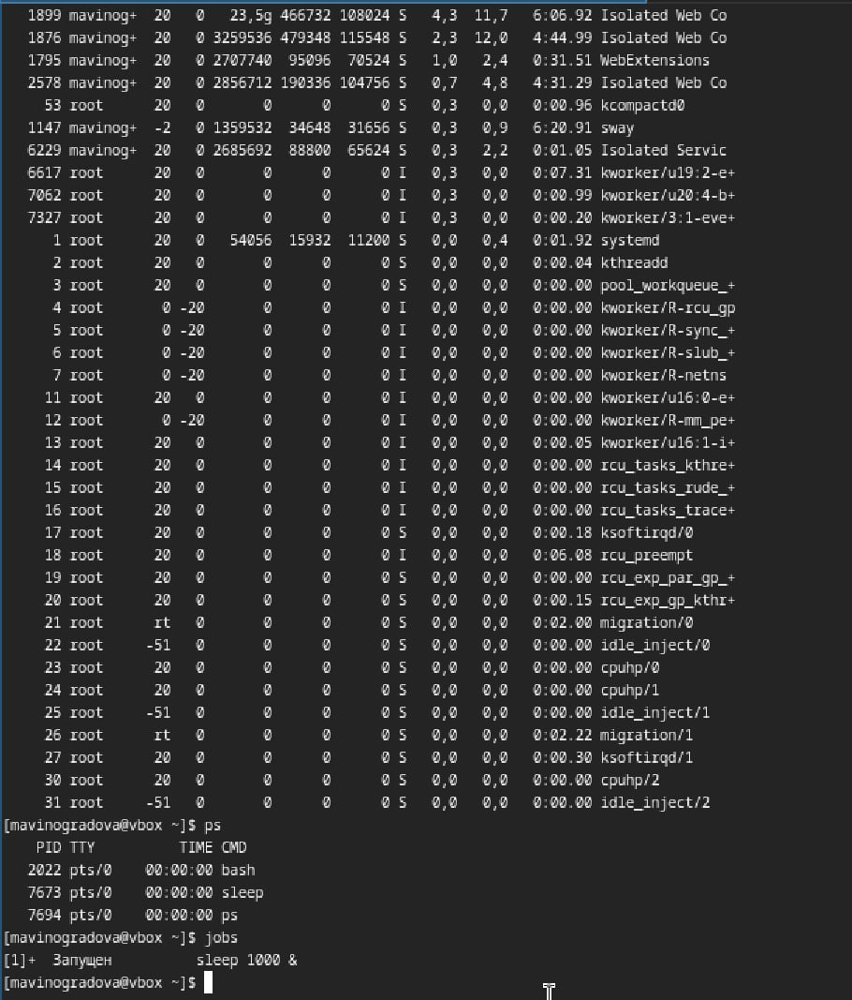 1899 mavinog+  20   0   23,5g 466732 108024 S   4,3  11,7   6:06.92 Isolated Web Co
1876 mavinog+  20   0 3259536 479348 115548 S   2,3  12,0   4:44.99 Isolated Web Co
1795 mavinog+  20   0 2707740  95096  70524 S   1,0   2,4   0:31.51 WebExtensions
2578 mavinog+  20   0 2856712 190336 104756 S   0,7   4,8   4:31.29 Isolated Web Co
53 root      20   0       0      0      0 S   0,3   0,0   0:00.96 kcompactd0
1147 mavinog+  -2   0 1359532  34648  31656 S   0,3   0,9   6:20.91 sway
6229 mavinog+  20   0 2685692  88800  65624 S   0,3   2,2   0:01.05 Isolated Servic
6617 root      20   0       0      0      0 I   0,3   0,0   0:07.31 kworker/u19:2-e+
7062 root      20   0       0      0      0 I   0,3   0,0   0:00.99 kworker/u20:4-b+
7327 root      20   0       0      0      0 I   0,3   0,0   0:00.20 kworker/3:1-eve+
1 root      20   0   54056  15932  11200 S   0,0   0,4   0:01.92 systemd
2 root      20   0       0      0      0 S   0,0   0,0   0:00.04 kthreadd
3 root      20   0       0      0      0 S   0,0   0,0   0:00.00 pool_workqueue_+
4 root       0 -20       0      0      0 I   0,0   0,0   0:00.00 kworker/R-rcu_gp
5 root       0 -20       0      0      0 I   0,0   0,0   0:00.00 kworker/R-sync_+
6 root       0 -20       0      0      0 I   0,0   0,0   0:00.00 kworker/R-slub_+
7 root       0 -20       0      0      0 I   0,0   0,0   0:00.00 kworker/R-netns
11 root      20   0       0      0      0 I   0,0   0,0   0:00.00 kworker/u16:0-e+
12 root       0 -20       0      0      0 I   0,0   0,0   0:00.00 kworker/R-mm_pe+
13 root      20   0       0      0      0 I   0,0   0,0   0:00.05 kworker/u16:1-i+
14 root      20   0       0      0      0 I   0,0   0,0   0:00.00 rcu_tasks_kthre+
15 root      20   0       0      0      0 I   0,0   0,0   0:00.00 rcu_tasks_rude_+
16 root      20   0       0      0      0 I   0,0   0,0   0:00.00 rcu_tasks_trace+
17 root      20   0       0      0      0 S   0,0   0,0   0:00.18 ksoftirqd/0
18 root      20   0       0      0      0 I   0,0   0,0   0:06.08 rcu_preempt
19 root      20   0       0      0      0 S   0,0   0,0   0:00.00 rcu_exp_par_gp_+
20 root      20   0       0      0      0 S   0,0   0,0   0:00.15 rcu_exp_gp_kthr+
21 root      rt   0       0      0      0 S   0,0   0,0   0:02.00 migration/0
22 root     -51   0       0      0      0 S   0,0   0,0   0:00.00 idle_inject/0
23 root      20   0       0      0      0 S   0,0   0,0   0:00.00 cpuhp/0
24 root      20   0       0      0      0 S   0,0   0,0   0:00.00 cpuhp/1
25 root     -51   0       0      0      0 S   0,0   0,0   0:00.00 idle_inject/1
26 root      rt   0       0      0      0 S   0,0   0,0   0:02.22 migration/1
27 root      20   0       0      0      0 S   0,0   0,0   0:00.30 ksoftirqd/1
30 root      20   0       0      0      0 S   0,0   0,0   0:00.00 cpuhp/2
31 root     -51   0       0      0      0 S   0,0   0,0   0:00.00 idle_inject/2
[mavinogradova@vbox ~]$ ps
PID TTY          TIME CMD
2022 pts/0    00:00:00 bash
7673 pts/0    00:00:00 sleep
7694 pts/0    00:00:00 ps
[mavinogradova@vbox ~]$ jobs
[1]+  Запущен          sleep 1000 &
[mavinogradova@vbox ~]$